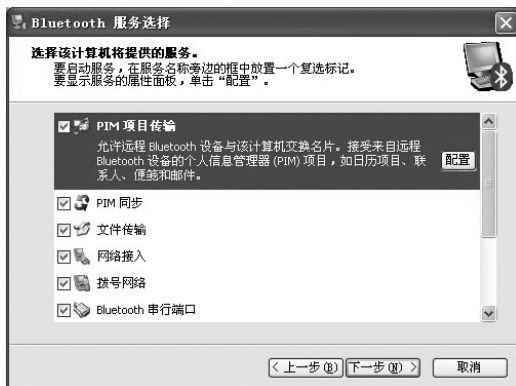 Bluetooth 服务选择
选择该计算机将提供的服务。
要启动服务，在服务名称旁边的框中放置一个复选标记。
要显示服务的属性面板，单击“配置”。
PIM 项目传输
允许远程 Bluetooth 设备与该计算机交换名片。接受来自远程
Bluetooth 设备的个人信息管理器 (PIM) 项目，如日历项目、联
系人、便笺和邮件。
配置
PIM 同步
文件传输
网络接入
拨号网络
Bluetooth 串行端口
< 上一步(B)
下一步(N) >
取消